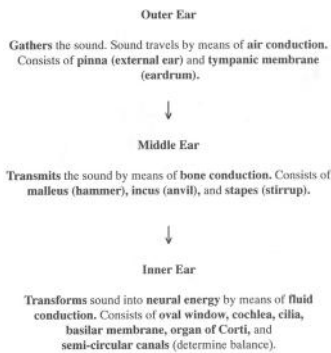 Outer Ear
Gathers the sound. Sound travels by means of air conduction.
Consists of pinna (external ear) and tympanic membrane
(eardrum).
Middle Ear
Transmits the sound by means of bone conduction. Consists of
malleus (hammer), incus (anvil), and stapes (stirrup).
Inner Ear
Transforms sound into neural energy by means of fluid
conduction. Consists of oval window, cochlea, cilia,
basilar membrane, organ of Corti, and
semi-circular canals (determine balance).